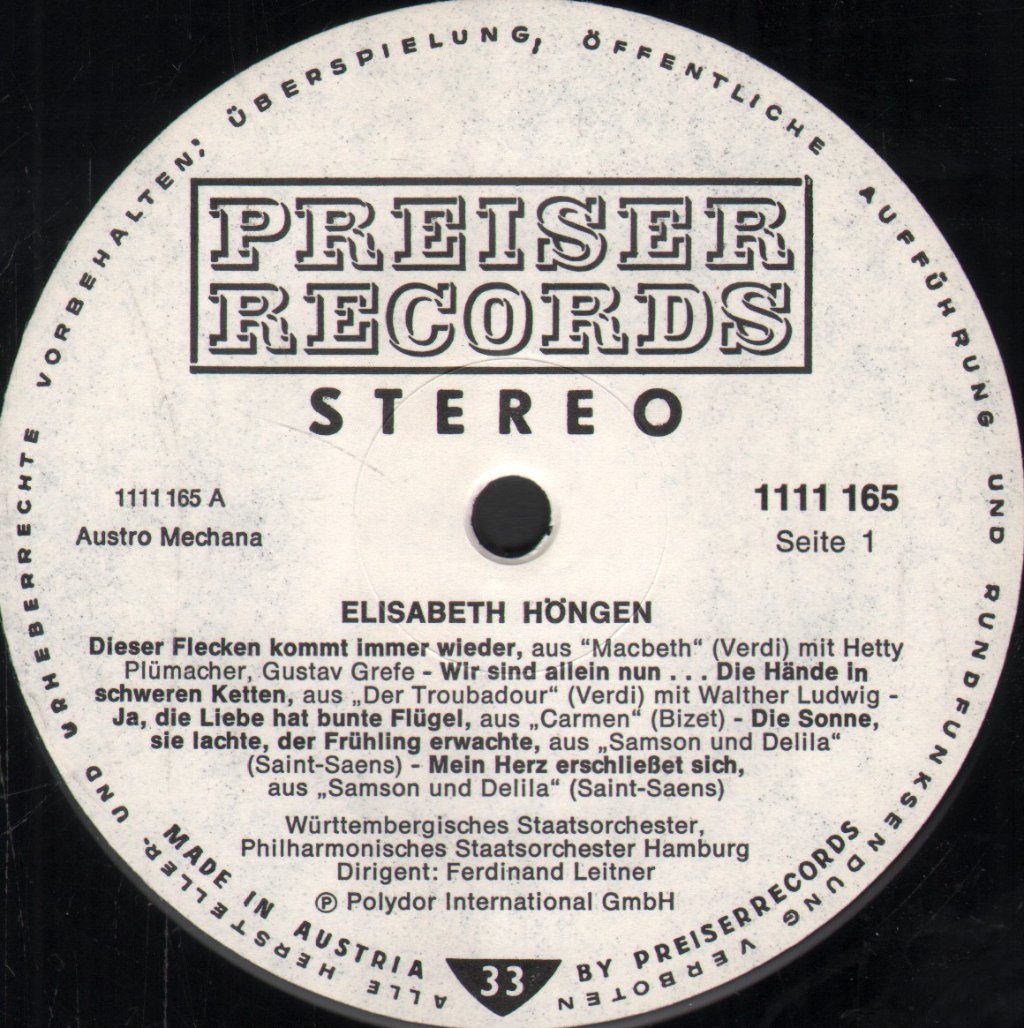 ALLE HERSTELLER- UND URHEBERRECHTE VORBEHALTEN; ÜBERSPIELUNG, ÖFFENTLICHE AUFFÜHRUNG UND RUNDFUNKSENDUNG VERBOTEN
PREISER
RECORDS
STEREO
1111 165 A
Austro Mechana
1111 165
Seite 1
ELISABETH HÖNGEN
Dieser Flecken kommt immer wieder, aus “Macbeth“ (Verdi) mit Hetty
Plümacher, Gustav Grefe - Wir sind allein nun . . . Die Hände in
schweren Ketten, aus „Der Troubadour“ (Verdi) mit Walther Ludwig -
Ja, die Liebe hat bunte Flügel, aus „Carmen“ (Bizet) - Die Sonne,
sie lachte, der Frühling erwachte, aus „Samson und Delila“
(Saint-Saens) - Mein Herz erschließet sich,
aus „Samson und Delila“ (Saint-Saens)
Württembergisches Staatsorchester,
Philharmonisches Staatsorchester Hamburg
Dirigent: Ferdinand Leitner
℗ Polydor International GmbH
MADE IN AUSTRIA 33 BY PREISERRECORDS